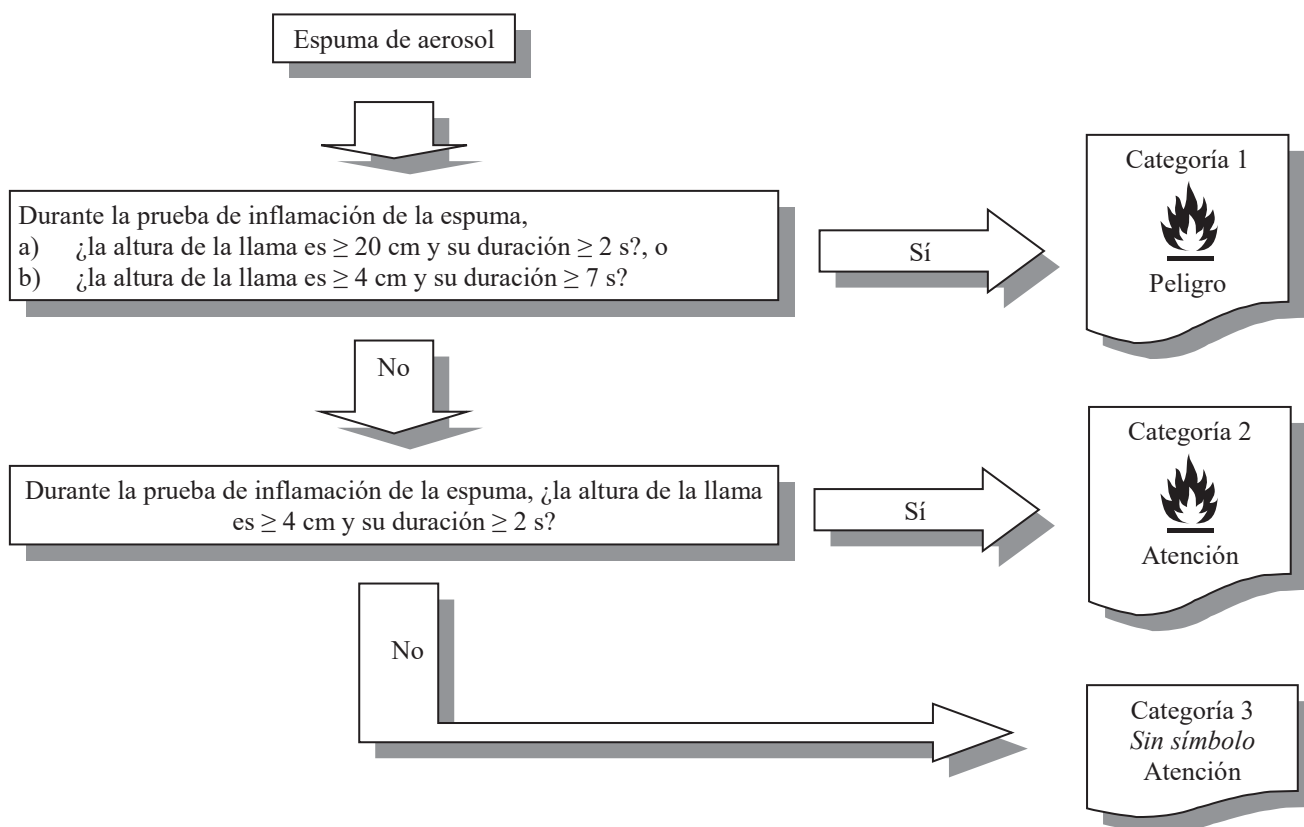 Espuma de aerosol
Durante la prueba de inflamación de la espuma,
a) ¿la altura de la llama es ≥ 20 cm y su duración ≥ 2 s?, o
b) ¿la altura de la llama es ≥ 4 cm y su duración ≥ 7 s?
Sí
Categoría 1
Peligro
No
Durante la prueba de inflamación de la espuma, ¿la altura de la llama
es ≥ 4 cm y su duración ≥ 2 s?
Sí
Categoría 2
Atención
No
Categoría 3
Sin símbolo
Atención